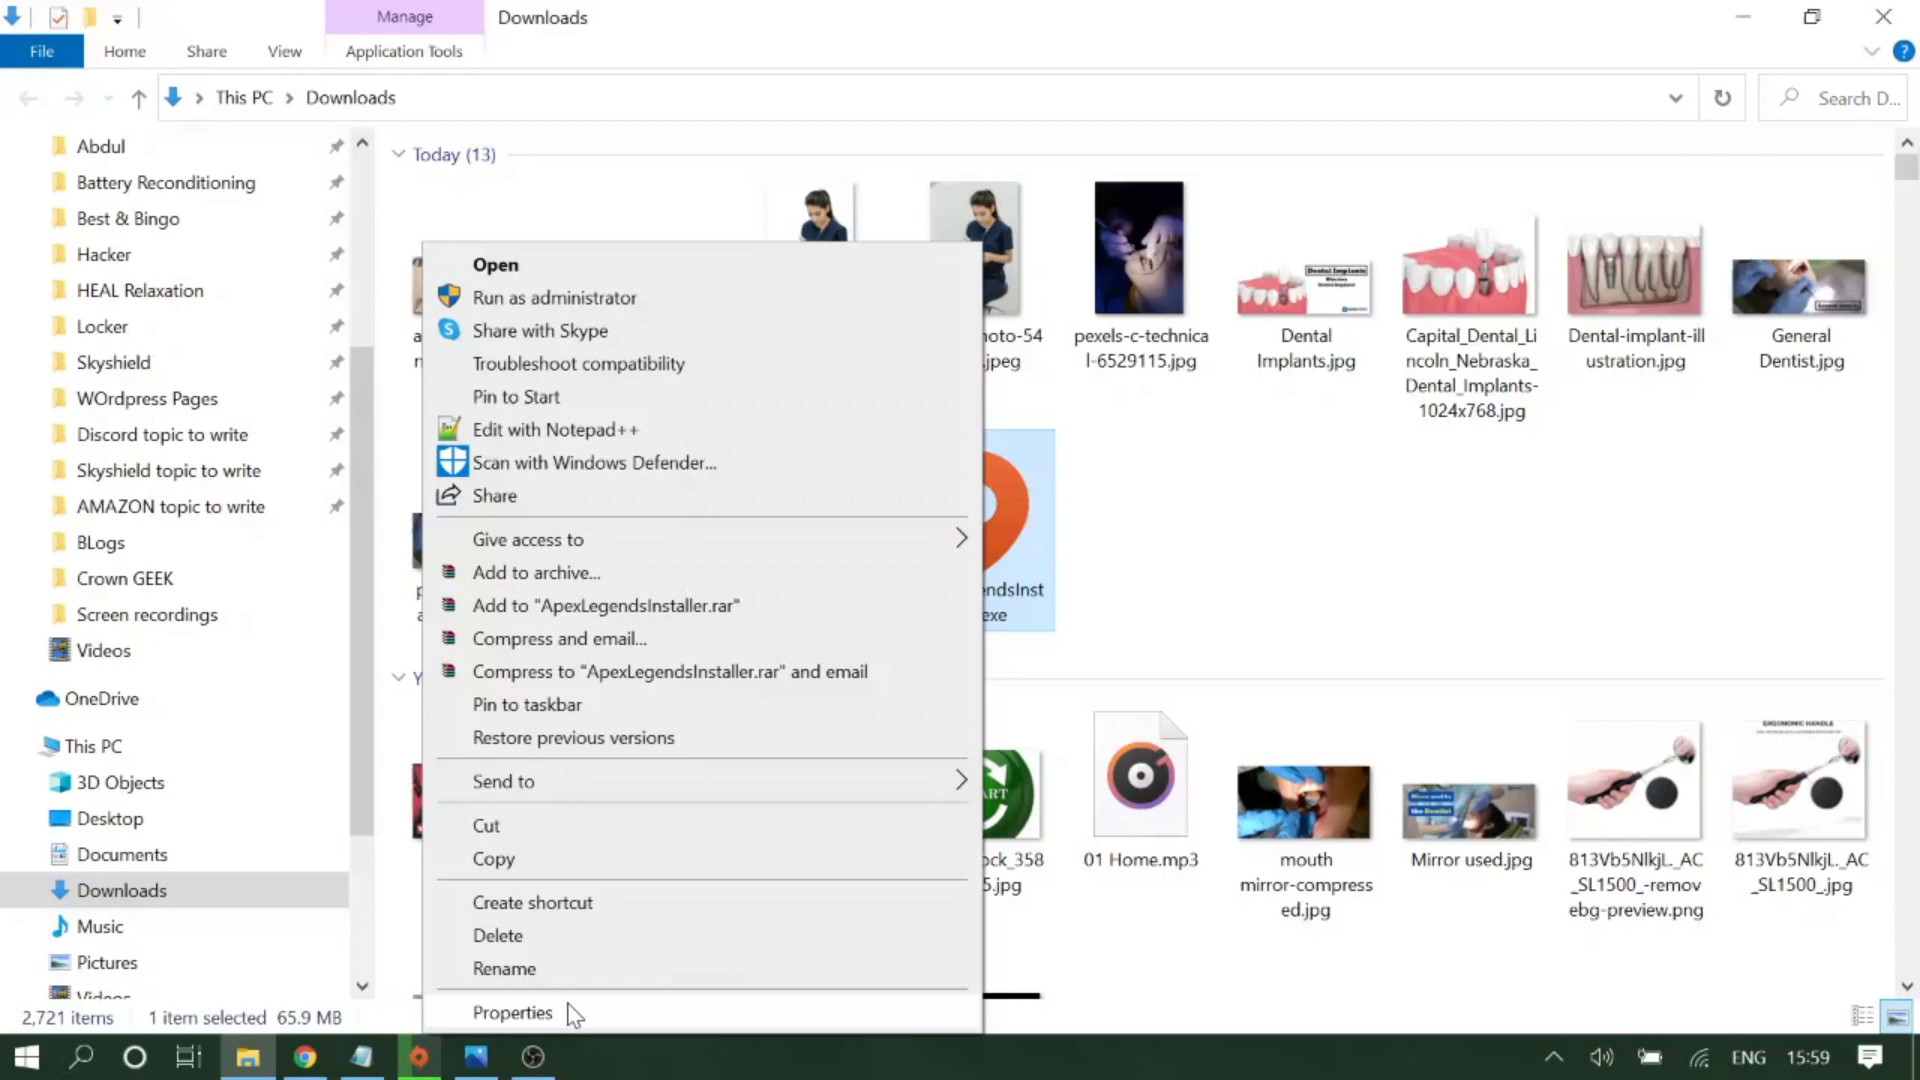 Manage
Downloads
File
Home
Share
View
Application Tools
This PC
Downloads
Search D...
Abdul
Battery Reconditioning
Best & Bingo
Hacker
HEAL Relaxation
Locker
Skyshield
WOrdpress Pages
Discord topic to write
Skyshield topic to write
AMAZON topic to write
BLogs
Crown GEEK
Screen recordings
Videos
OneDrive
This PC
3D Objects
Desktop
Documents
Downloads
Music
Pictures
Videos
2,721 items
1 item selected 65.9 MB
Today (13)
Open
Run as administrator
Share with Skype
Troubleshoot compatibility
Pin to Start
Edit with Notepad++
Scan with Windows Defender...
Share
Give access to
Add to archive...
Add to "ApexLegendsInstaller.rar"
Compress and email...
Compress to "ApexLegendsInstaller.rar" and email
Pin to taskbar
Restore previous versions
Send to
Cut
Copy
Create shortcut
Delete
Rename
Properties
oto-54
.jpeg
pexels-c-technica
l-6529115.jpg
Dental Implants
Dental
Implants.jpg
Capital_Dental_Li
ncoln_Nebraska_
Dental_Implants-
1024x768.jpg
Dental-implant-ill
ustration.jpg
General
Dentist.jpg
ndsInst
exe
ART
ock_358
5.jpg
01 Home.mp3
mouth
mirror-compress
ed.jpg
Mirror used.jpg
813Vb5NlkjL._AC
_SL1500_-remov
ebg-preview.png
ERGONOMIC HANDLE
813Vb5NlkjL._AC
_SL1500_.jpg
ENG
15:59